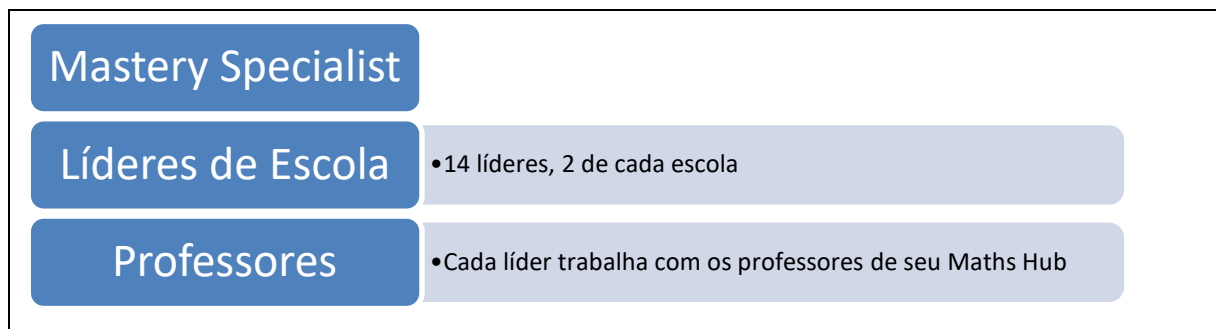 Mastery Specialist
Líderes de Escola
•14 líderes, 2 de cada escola
Professores
•Cada líder trabalha com os professores de seu Maths Hub